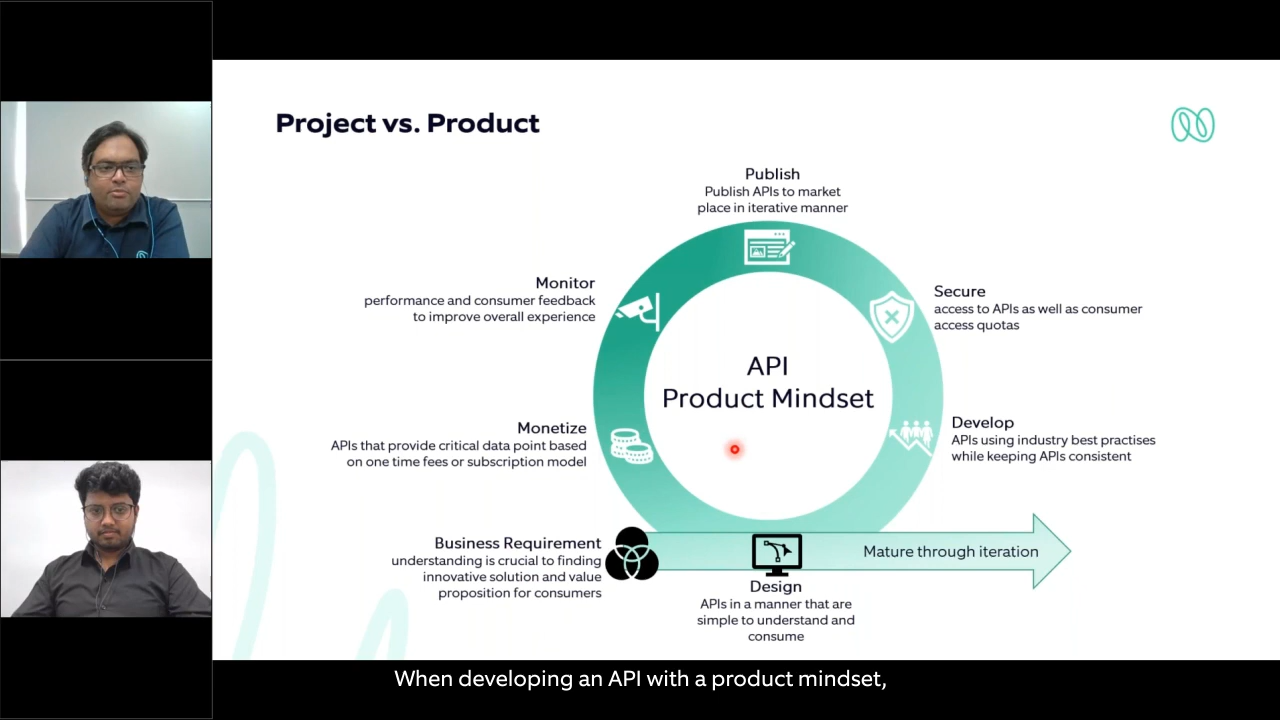 Project vs. Product
Publish
Publish APIs to market
place in iterative manner
Monitor
performance and consumer feedback
to improve overall experience
Secure
access to APIs as well as consumer
access quotas
API
Product Mindset
Monetize
APIs that provide critical data point based
on one time fees or subscription model
Develop
APIs using industry best practises
while keeping APIs consistent
Business Requirement
understanding is crucial to finding
innovative solution and value
proposition for consumers
Mature through iteration
Design
APIs in a manner that are
simple to understand and
consume
When developing an API with a product mindset,